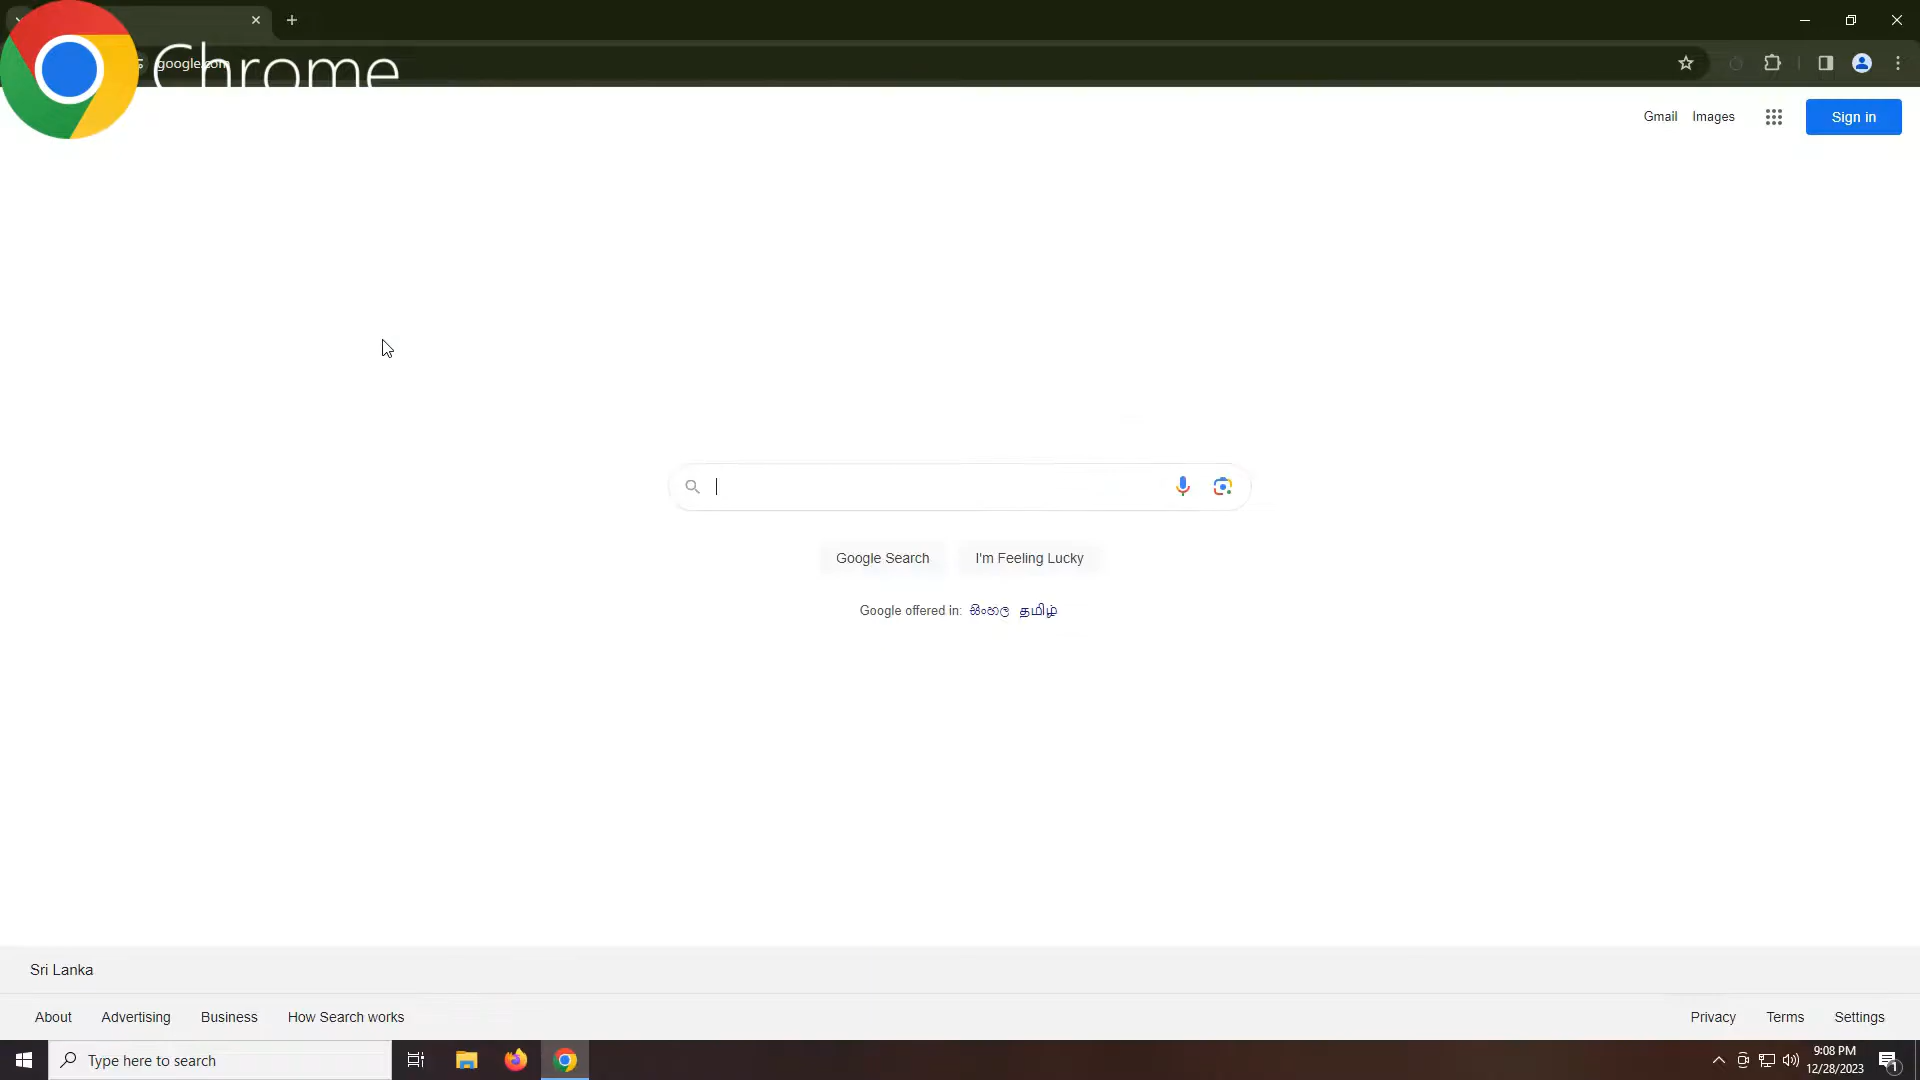 google.com
Chrome
Gmail Images Sign in
Google Search I'm Feeling Lucky
Google offered in: සිංහල தமிழ்
Sri Lanka
About Advertising Business How Search works Privacy Terms Settings
Type here to search
9:08 PM
12/28/2023
1